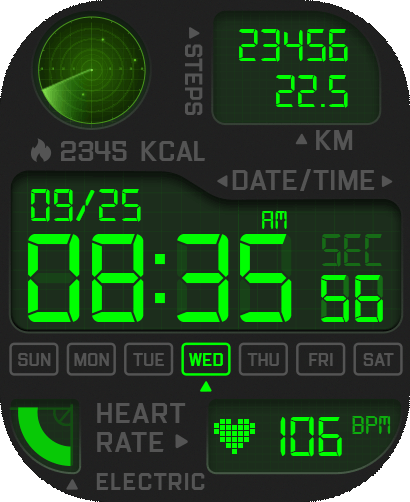 23456
STEPS
22.5
KM
2345 KCAL
DATE/TIME
09/25
AM
08:35
SEC
56
SUN MON TUE WED THU FRI SAT
HEART
RATE
106 BPM
ELECTRIC